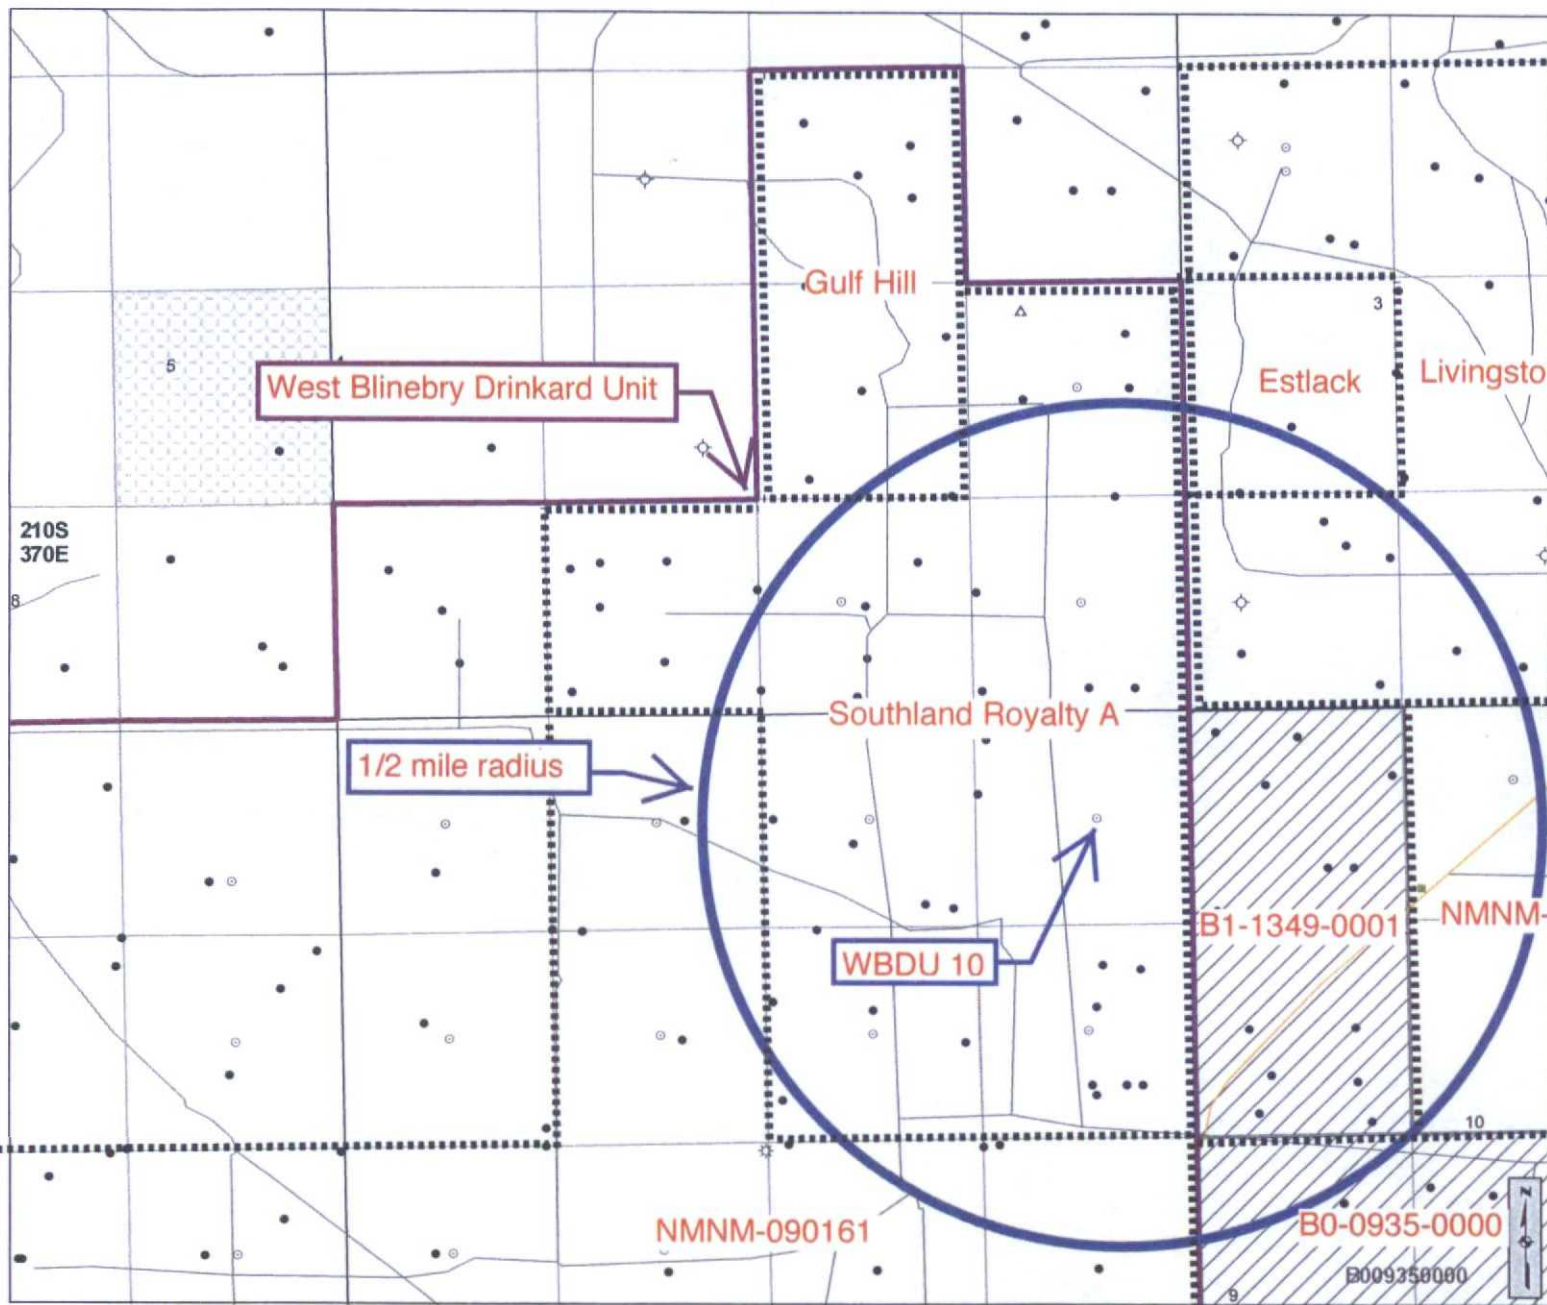 Gulf Hill
3
5
4
West Blinebry Drinkard Unit
Estlack
Livingsto
210S
370E
8
Southland Royalty A
1/2 mile radius
B1-1349-0001
NMNM-
WBDU 10
10
N
NMNM-090161
B0-0935-0000
B009350000
9